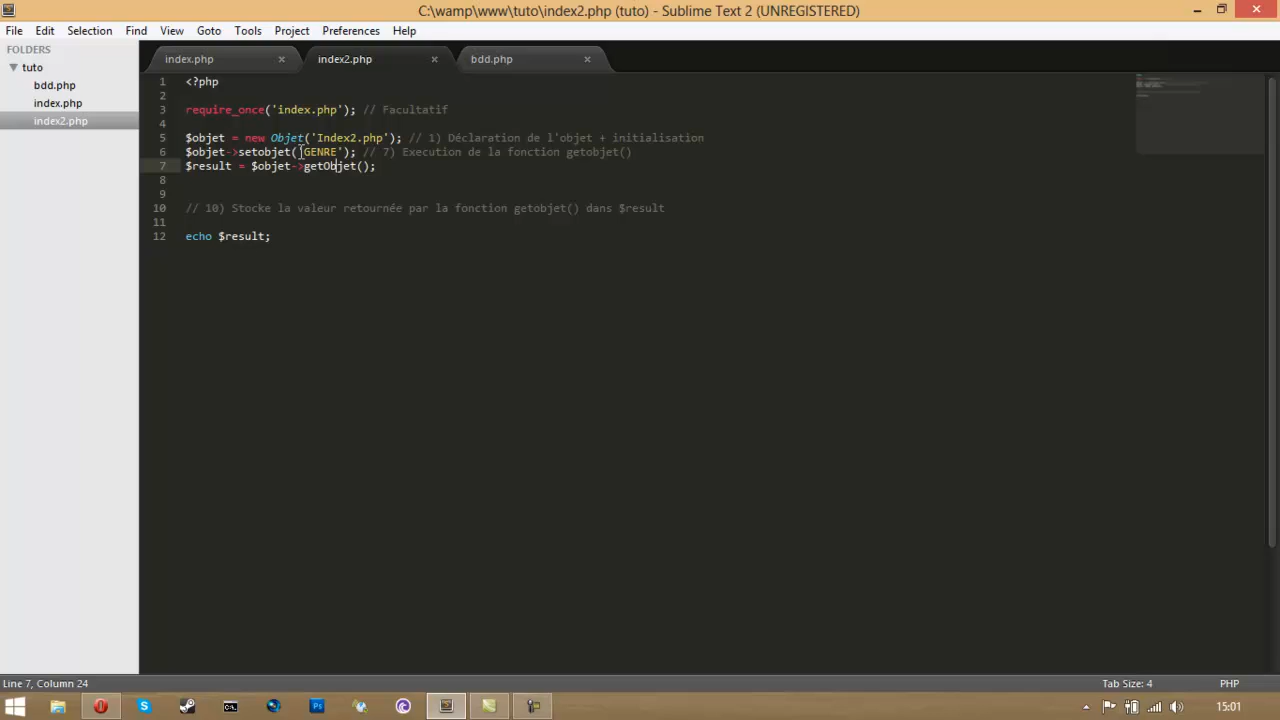 C:\wamp\www\tuto\index2.php (tuto) - Sublime Text 2 (UNREGISTERED)
File Edit Selection View Find Goto Tools Project Preferences Help
FOLDERS
tuto
bdd.php
index.php
index2.php
index.php × index2.php × bdd.php ×
1 <?php
2
3 require_once('index.php'); // Facultatif
4
5 $objet = new Objet('Index2.php'); // 1) Déclaration de l'objet + initialisation
6 $objet->setobjet('GENRE'); // 7) Execution de la fonction getobjet()
7 $result = $objet->getObjet();
8
9
10 // 10) Stocke la valeur retournée par la fonction getobjet() dans $result
11
12 echo $result;
Line 7, Column 24 Tab Size: 4 PHP
15:01